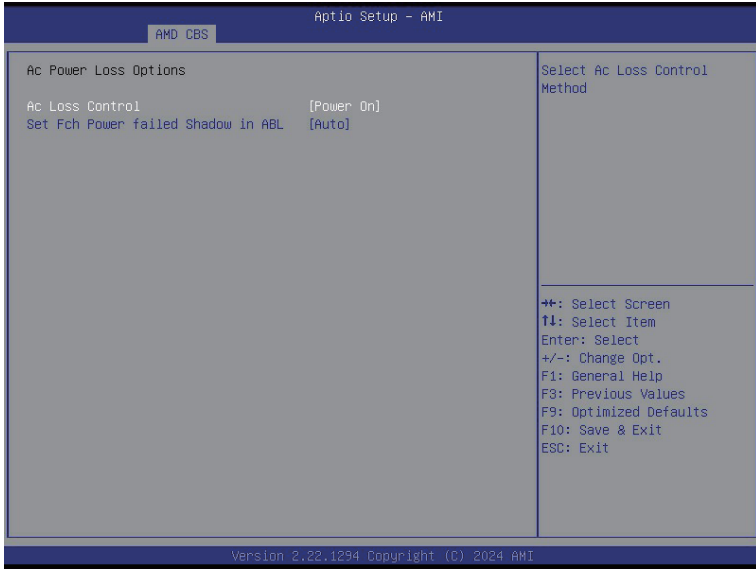 Aptio Setup – AMI
AMD CBS
Ac Power Loss Options
Ac Loss Control [Power On]
Set Fch Power failed Shadow in ABL [Auto]
Select Ac Loss Control
Method
→←: Select Screen
↑↓: Select Item
Enter: Select
+/-: Change Opt.
F1: General Help
F3: Previous Values
F9: Optimized Defaults
F10: Save & Exit
ESC: Exit
Version 2.22.1294 Copyright (C) 2024 AMI